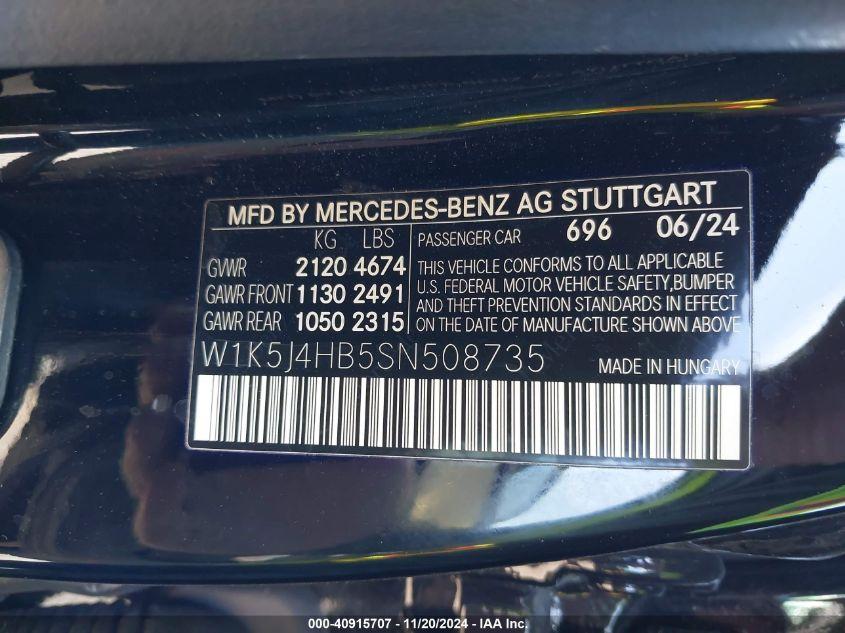 MFD BY MERCEDES-BENZ AG STUTTGART
KG LBS
GVWR 2120 4674
GAWR FRONT 1130 2491
GAWR REAR 1050 2315
PASSENGER CAR 696 06/24
THIS VEHICLE CONFORMS TO ALL APPLICABLE
U.S. FEDERAL MOTOR VEHICLE SAFETY,BUMPER
AND THEFT PREVENTION STANDARDS IN EFFECT
ON THE DATE OF MANUFACTURE SHOWN ABOVE
W1K5J4HB5SN508735 MADE IN HUNGARY
000-40915707 - 11/20/2024 - IAA Inc.